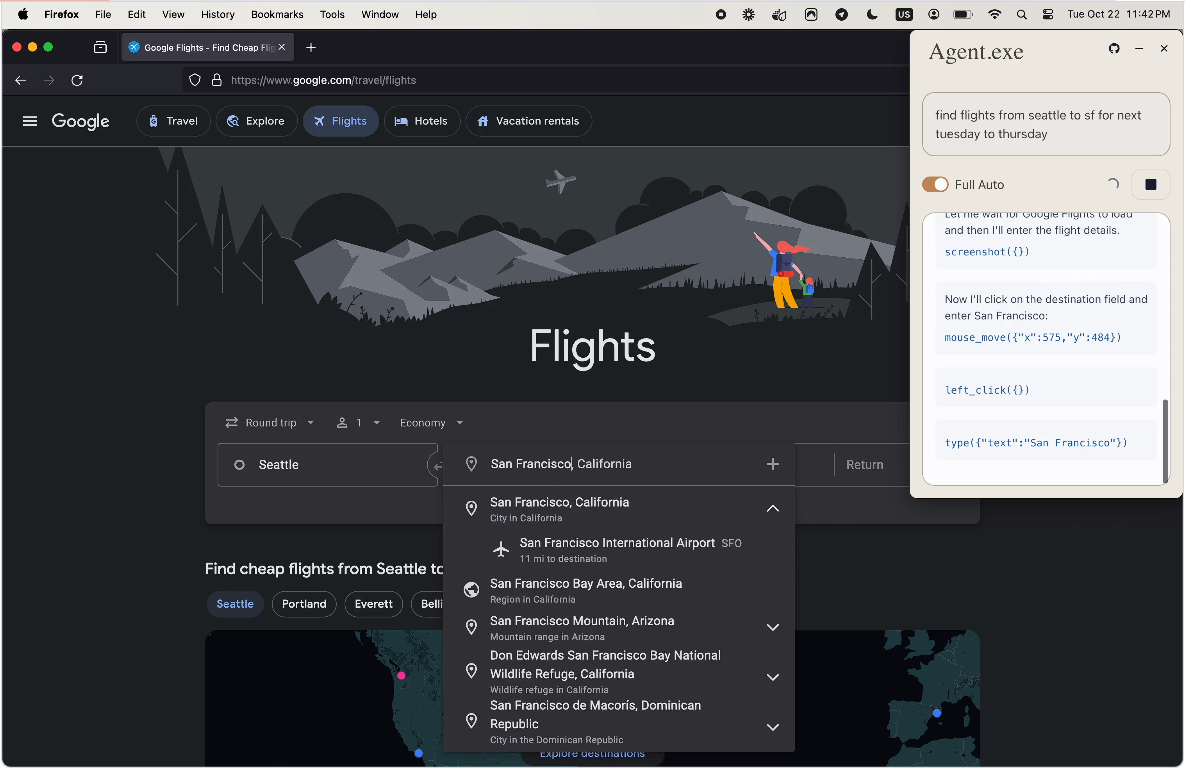 Firefox File Edit View History Bookmarks Tools Window Help
US
Tue Oct 22 11:42 PM
Google Flights - Find Cheap Flig
https://www.google.com/travel/flights
Google
Travel
Explore
Flights
Hotels
Vacation rentals
Flights
Round trip
1
Economy
Seattle
San Francisco, California
Return
San Francisco, California
City in California
San Francisco International Airport SFO
11 mi to destination
San Francisco Bay Area, California
Region in California
San Francisco Mountain, Arizona
Mountain range in Arizona
Don Edwards San Francisco Bay National
Wildlife Refuge, California
Wildlife refuge in California
San Francisco de Macorís, Dominican
Republic
City in the Dominican Republic
Find cheap flights from Seattle to
Seattle
Portland
Everett
Belli
Explore destinations
Agent.exe
find flights from seattle to sf for next
tuesday to thursday
Full Auto
Let me wait for Google Flights to load
and then I'll enter the flight details.
screenshot({})
Now I'll click on the destination field and
enter San Francisco:
mouse_move({"x":575,"y":484})
left_click({})
type({"text":"San Francisco"})